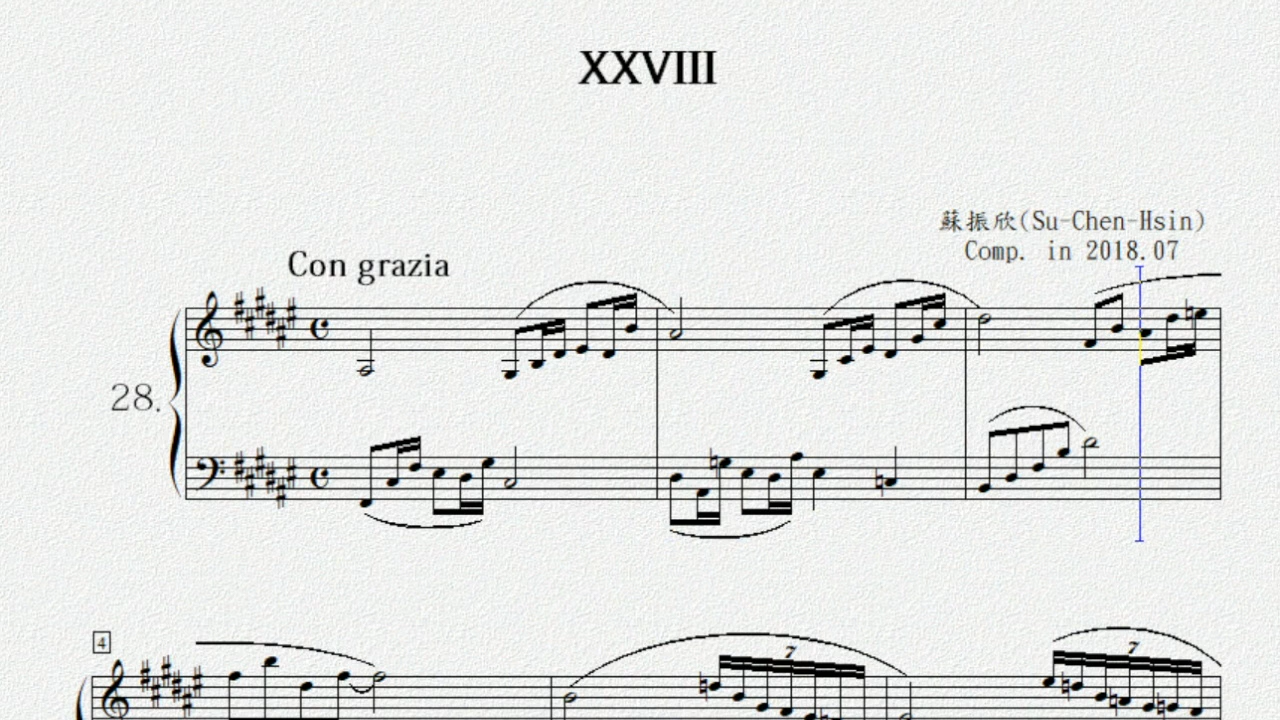 XXVIII
蘇振欣(Su-Chen-Hsin)
Comp. in 2018.07
Con grazia
28.
4
7
7